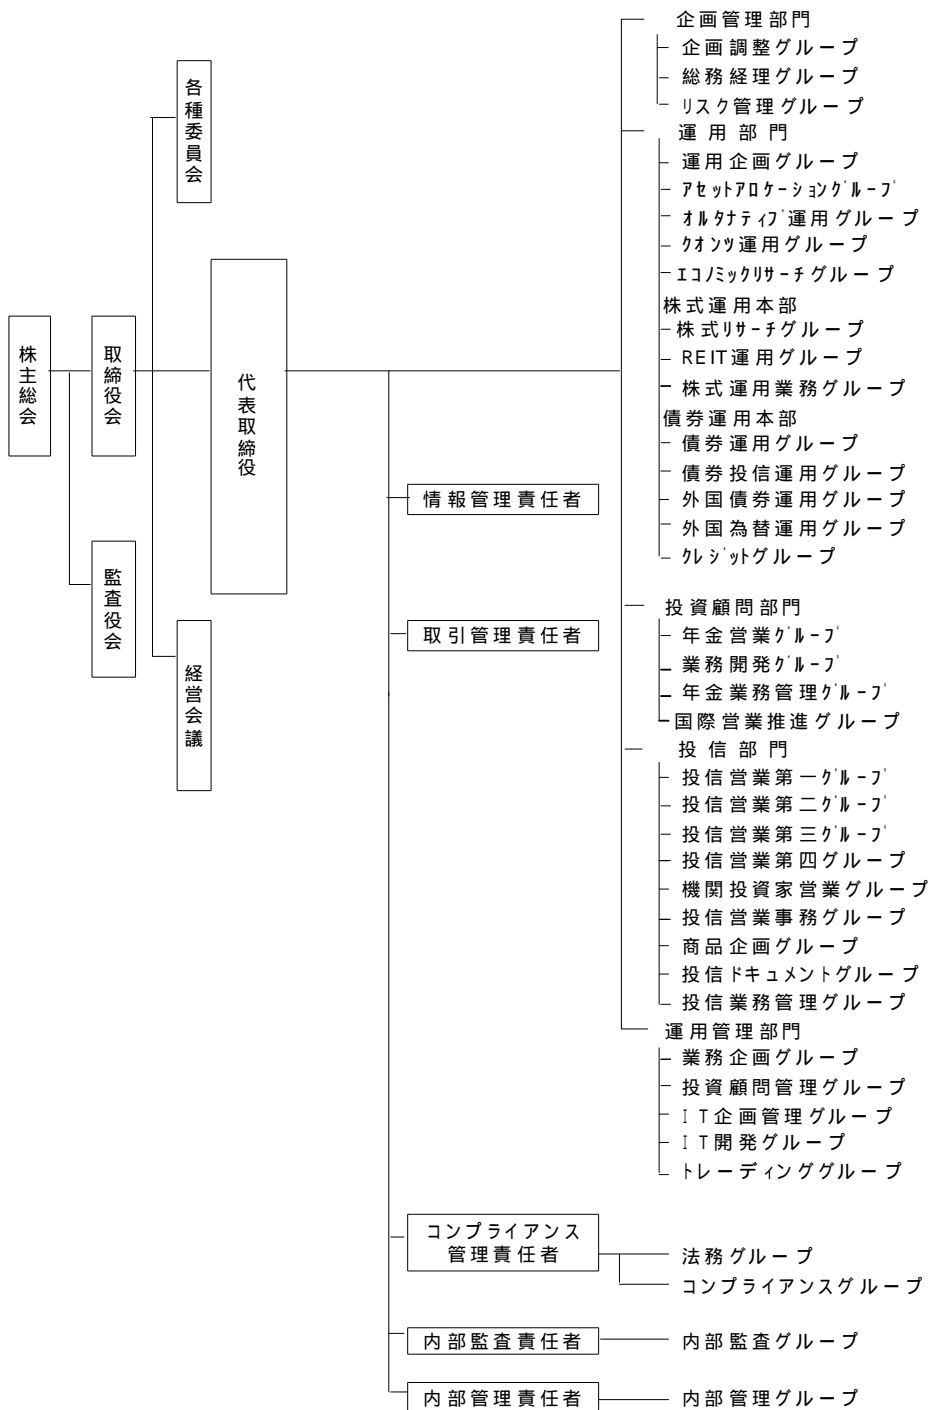 株主総会
取締役会
監査役会
各種委員会
経営会議
代表取締役
情報管理責任者
取引管理責任者
企画管理部門
企画調整グループ
総務経理グループ
ﾘｽｸ管理グループ
運用部門
運用企画グループ
ｱｾｯﾄｱﾛｹｰｼｮﾝｸﾞﾙｰﾌﾟ
ｵﾙﾀﾅﾃｨﾌﾞ運用グループ
ｸｵﾝﾂ運用グループ
ｴｺﾉﾐｯｸﾘｻｰﾁグループ
株式運用本部
株式ﾘｻｰﾁグループ
REIT運用グループ
株式運用業務グループ
債券運用本部
債券運用グループ
債券投信運用グループ
外国債券運用グループ
外国為替運用グループ
ｸﾚｼﾞｯﾄグループ
投資顧問部門
年金営業ｸﾞﾙｰﾌﾟ
業務開発ｸﾞﾙｰﾌﾟ
年金業務管理ｸﾞﾙｰﾌﾟ
国際営業推進グループ
投信部門
投信営業第一ｸﾞﾙｰﾌﾟ
投信営業第二ｸﾞﾙｰﾌﾟ
投信営業第三ｸﾞﾙｰﾌﾟ
投信営業第四グループ
機関投資家営業グループ
投信営業事務グループ
商品企画グループ
投信ドキュメントグループ
投信業務管理グループ
運用管理部門
業務企画グループ
投資顧問管理グループ
ＩＴ企画管理グループ
ＩＴ開発グループ
トレーディンググループ
コンプライアンス
管理責任者
法務グループ
コンプライアンスグループ
内部監査責任者 内部監査グループ
内部管理責任者 内部管理グループ